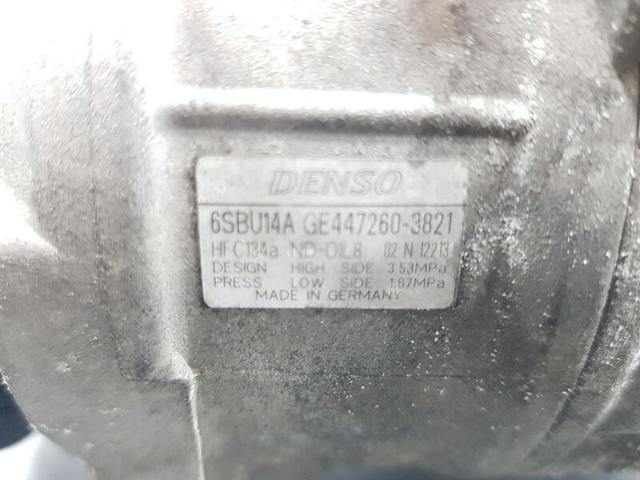 DENSO
6SBU14A GE447260-3821
HFC134a ND-OIL8 02 N 12213
DESIGN HIGH SIDE 3.53MPa
PRESS LOW SIDE 1.67MPa
MADE IN GERMANY